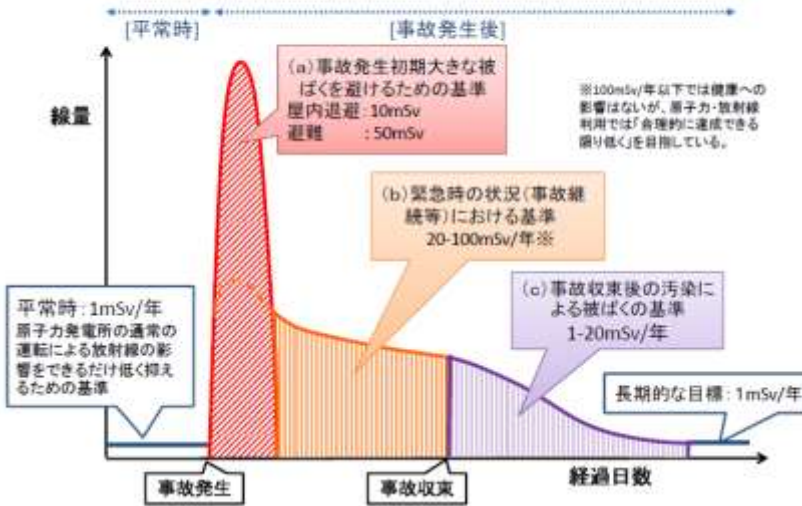 [平常時]
[事故発生後]
線量
(a)事故発生初期大きな被
ばくを避けるための基準
屋内退避:10mSv
避難 :50mSv
※100mSv/年以下では健康への
影響はないが、原子力・放射線
利用では「合理的に達成できる
限り低く」を目指している。
(b)緊急時の状況(事故継
続等)における基準
20-100mSv/年※
(c)事故収束後の汚染に
よる被ばくの基準
1-20mSv/年
平常時:1mSv/年
原子力発電所の通常の
運転による放射線の影
響をできるだけ低く抑え
るための基準
長期的な目標:1mSv/年
事故発生
事故収束
経過日数